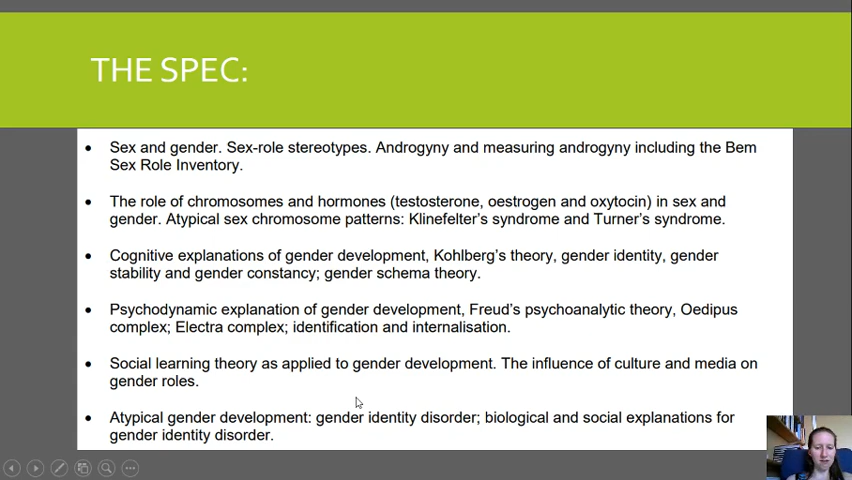 THE SPEC:
• Sex and gender. Sex-role stereotypes. Androgyny and measuring androgyny including the Bem
Sex Role Inventory.
• The role of chromosomes and hormones (testosterone, oestrogen and oxytocin) in sex and
gender. Atypical sex chromosome patterns: Klinefelter’s syndrome and Turner’s syndrome.
• Cognitive explanations of gender development, Kohlberg’s theory, gender identity, gender
stability and gender constancy; gender schema theory.
• Psychodynamic explanation of gender development, Freud’s psychoanalytic theory, Oedipus
complex; Electra complex; identification and internalisation.
• Social learning theory as applied to gender development. The influence of culture and media on
gender roles.
• Atypical gender development: gender identity disorder; biological and social explanations for
gender identity disorder.